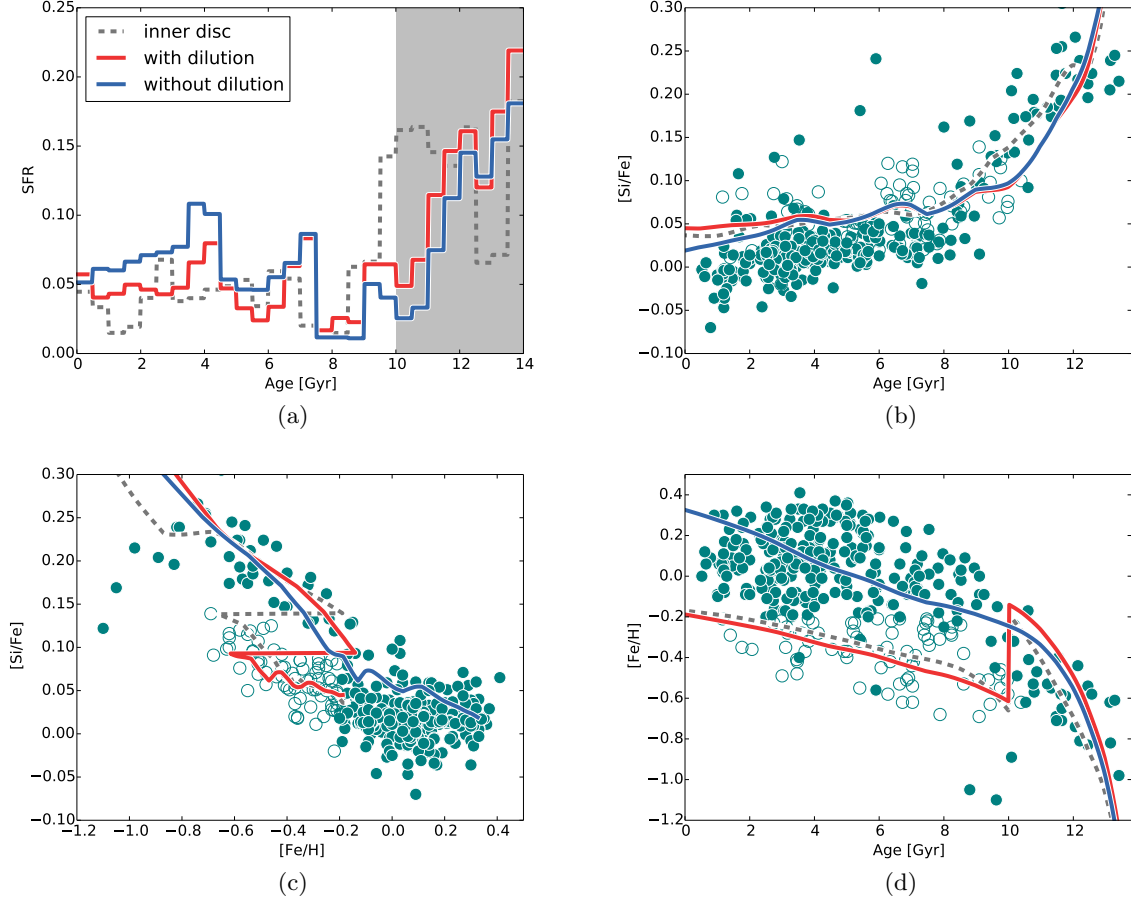 0.25
0.20
0.15
0.10
0.05
0.00
SFR
0 2 4 6 8 10 12 14
Age [Gyr]
inner disc
with dilution
without dilution
(a)
0.30
0.25
0.20
0.15
0.10
0.05
0.00
−0.05
−0.10
[Si/Fe]
0 2 4 6 8 10 12
Age [Gyr]
(b)
0.30
0.25
0.20
0.15
0.10
0.05
0.00
−0.05
−0.10
[Si/Fe]
−1.2 −1.0 −0.8 −0.6 −0.4 −0.2 0.0 0.2 0.4
[Fe/H]
(c)
0.4
0.2
0.0
−0.2
−0.4
−0.6
−0.8
−1.0
−1.2
[Fe/H]
0 2 4 6 8 10 12
Age [Gyr]
(d)